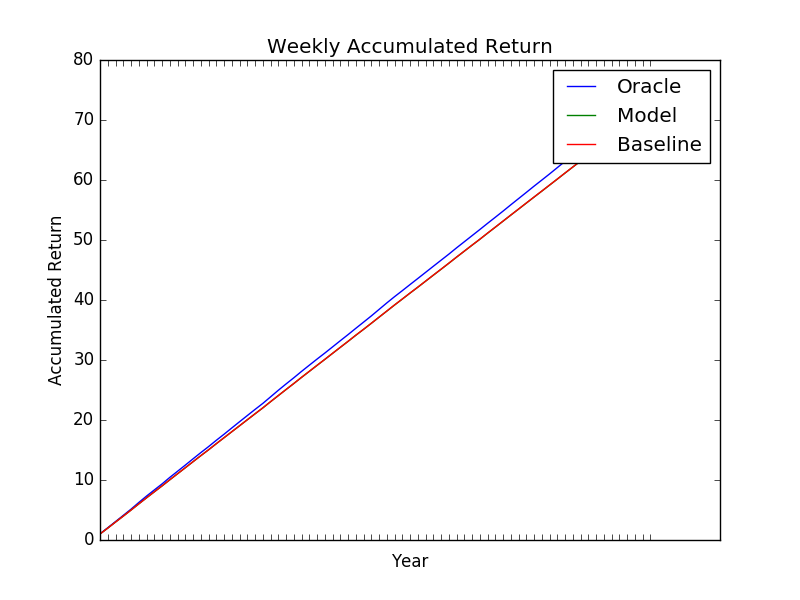 Weekly Accumulated Return
80
70
60
50
40
30
20
10
0
Accumulated Return
Oracle
Model
Baseline
Year